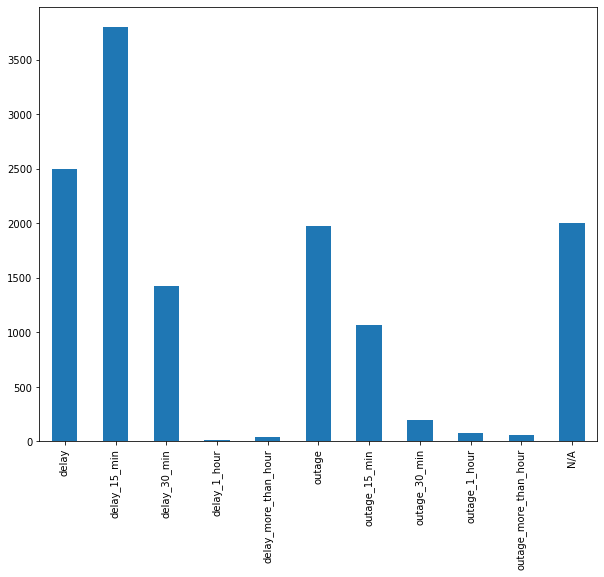 3500
3000
2500
2000
1500
1000
500
0
delay
delay_15_min
delay_30_min
delay_1_hour
delay_more_than_hour
outage
outage_15_min
outage_30_min
outage_1_hour
outage_more_than_hour
N/A